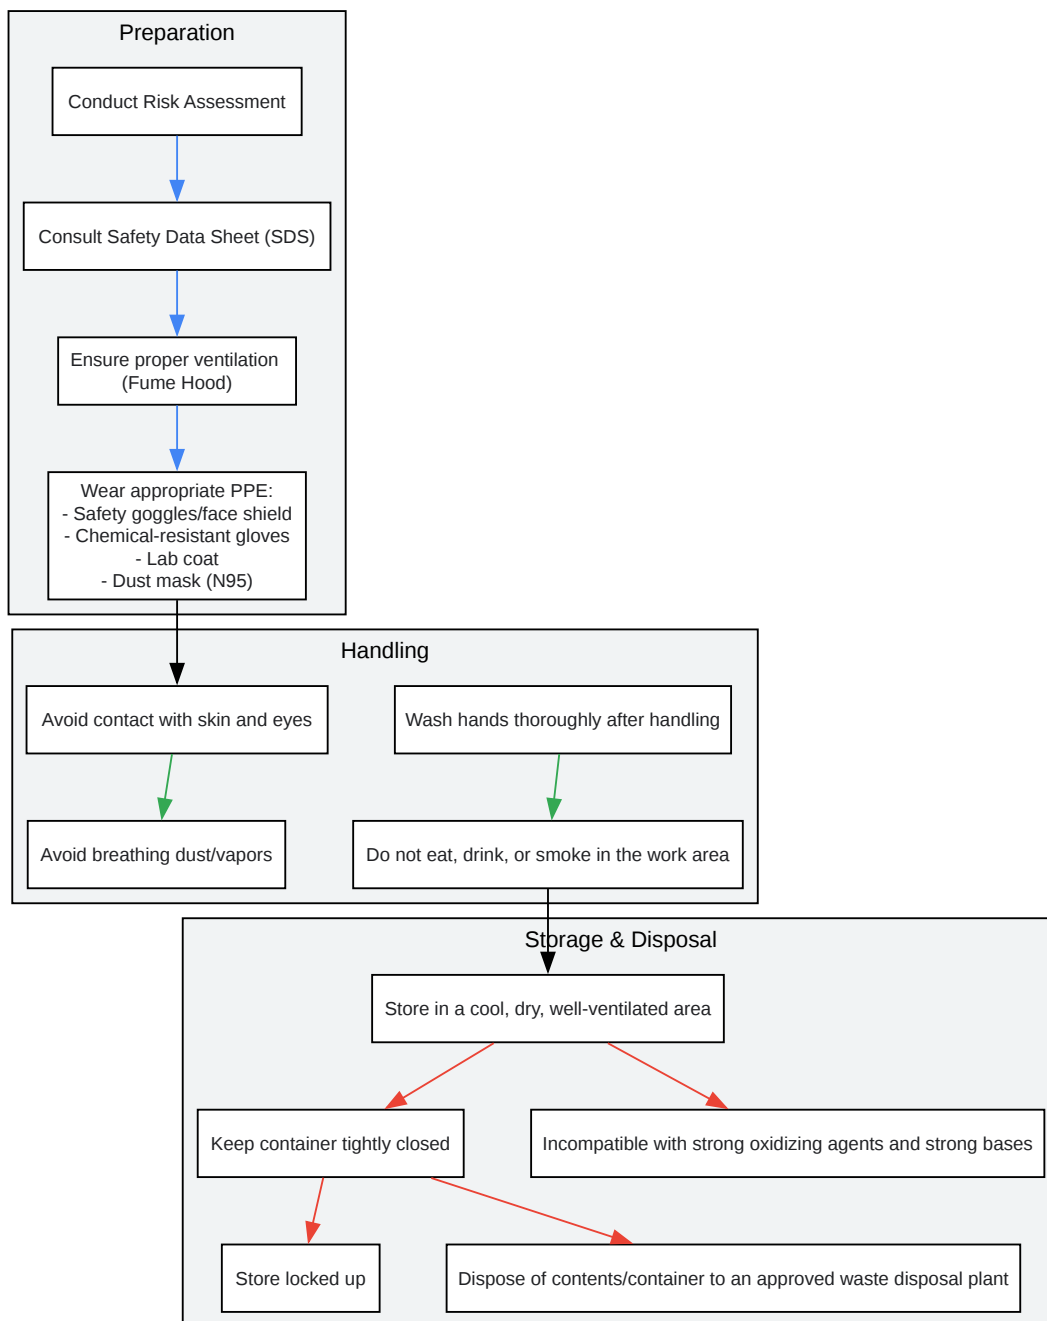 Preparation
Conduct Risk Assessment
Consult Safety Data Sheet (SDS)
Ensure proper ventilation
(Fume Hood)
Wear appropriate PPE:
- Safety goggles/face shield
- Chemical-resistant gloves
- Lab coat
- Dust mask (N95)
Handling
Avoid contact with skin and eyes
Wash hands thoroughly after handling
Avoid breathing dust/vapors
Do not eat, drink, or smoke in the work area
Storage & Disposal
Store in a cool, dry, well-ventilated area
Keep container tightly closed
Incompatible with strong oxidizing agents and strong bases
Store locked up
Dispose of contents/container to an approved waste disposal plant